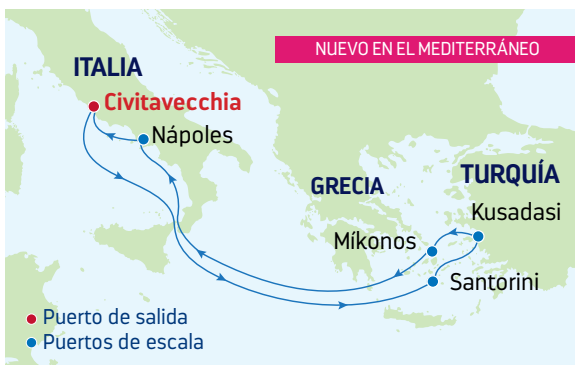 NUEVO EN EL MEDITERRÁNEO
ITALIA
Civitavecchia
Nápoles
GRECIA
TURQUÍA
Kusadasi
Míkonos
Santorini
Puerto de salida
Puertos de escala